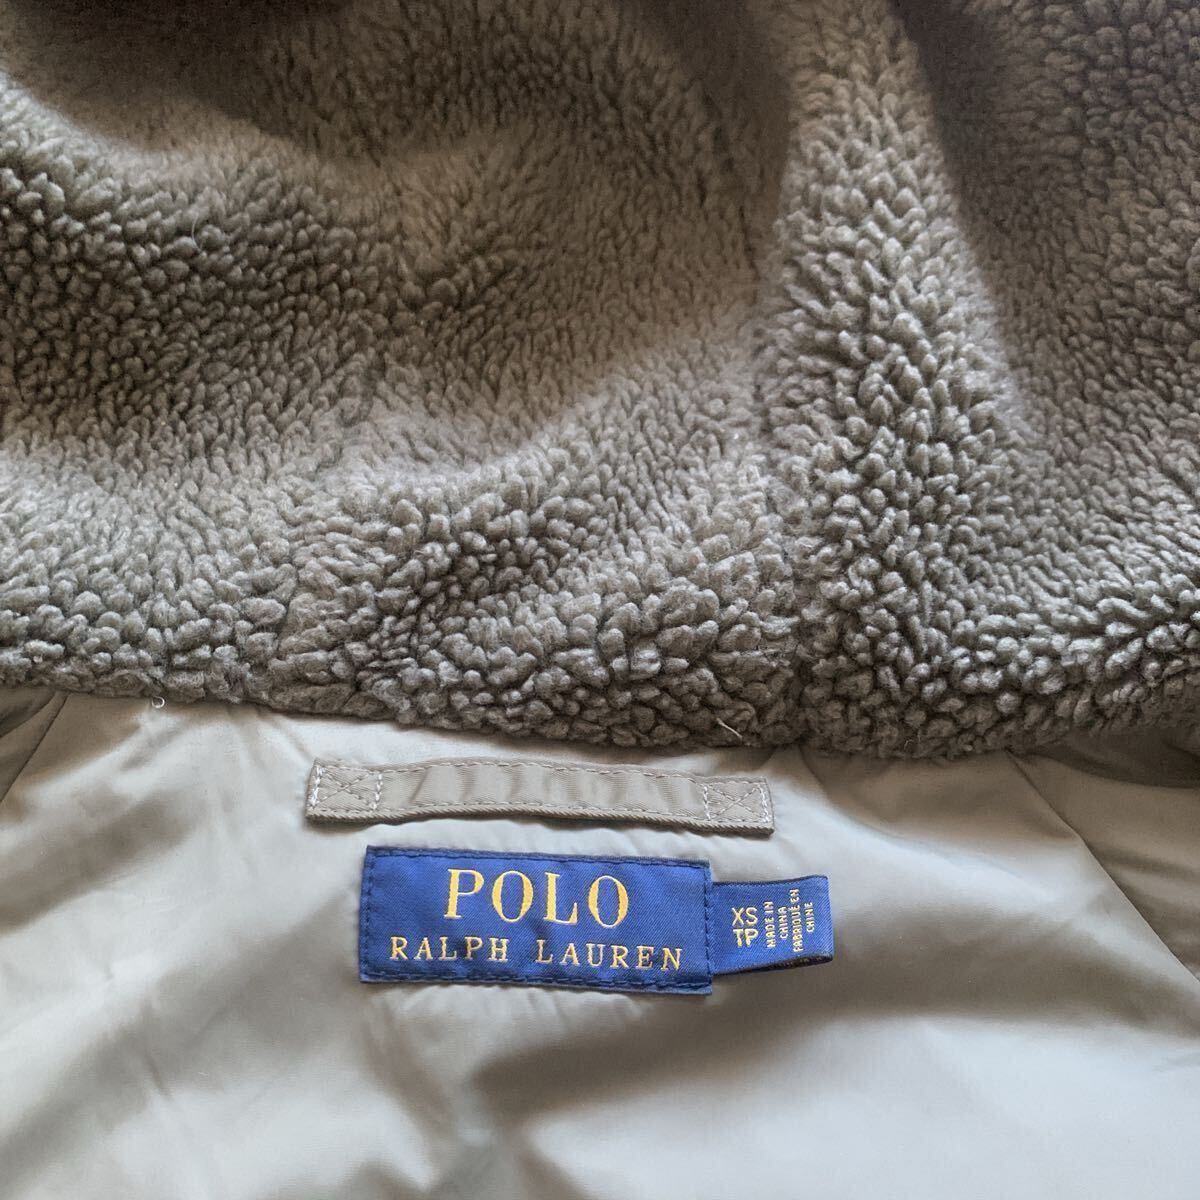 POLO
RALPH LAUREN
XS
TP
MADE IN
CHINA
FABRIQUÉ EN
CHINE